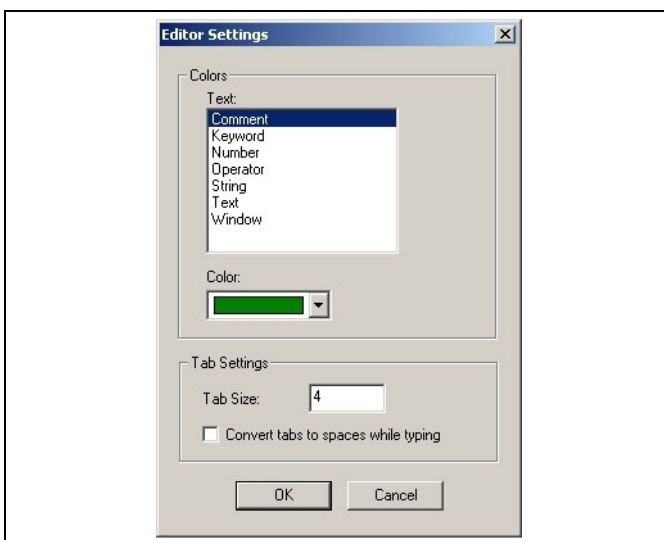 Editor Settings
Colors
Text:
Comment
Keyword
Number
Operator
String
Text
Window
Color:
Tab Settings
Tab Size: 4
Convert tabs to spaces while typing
OK Cancel